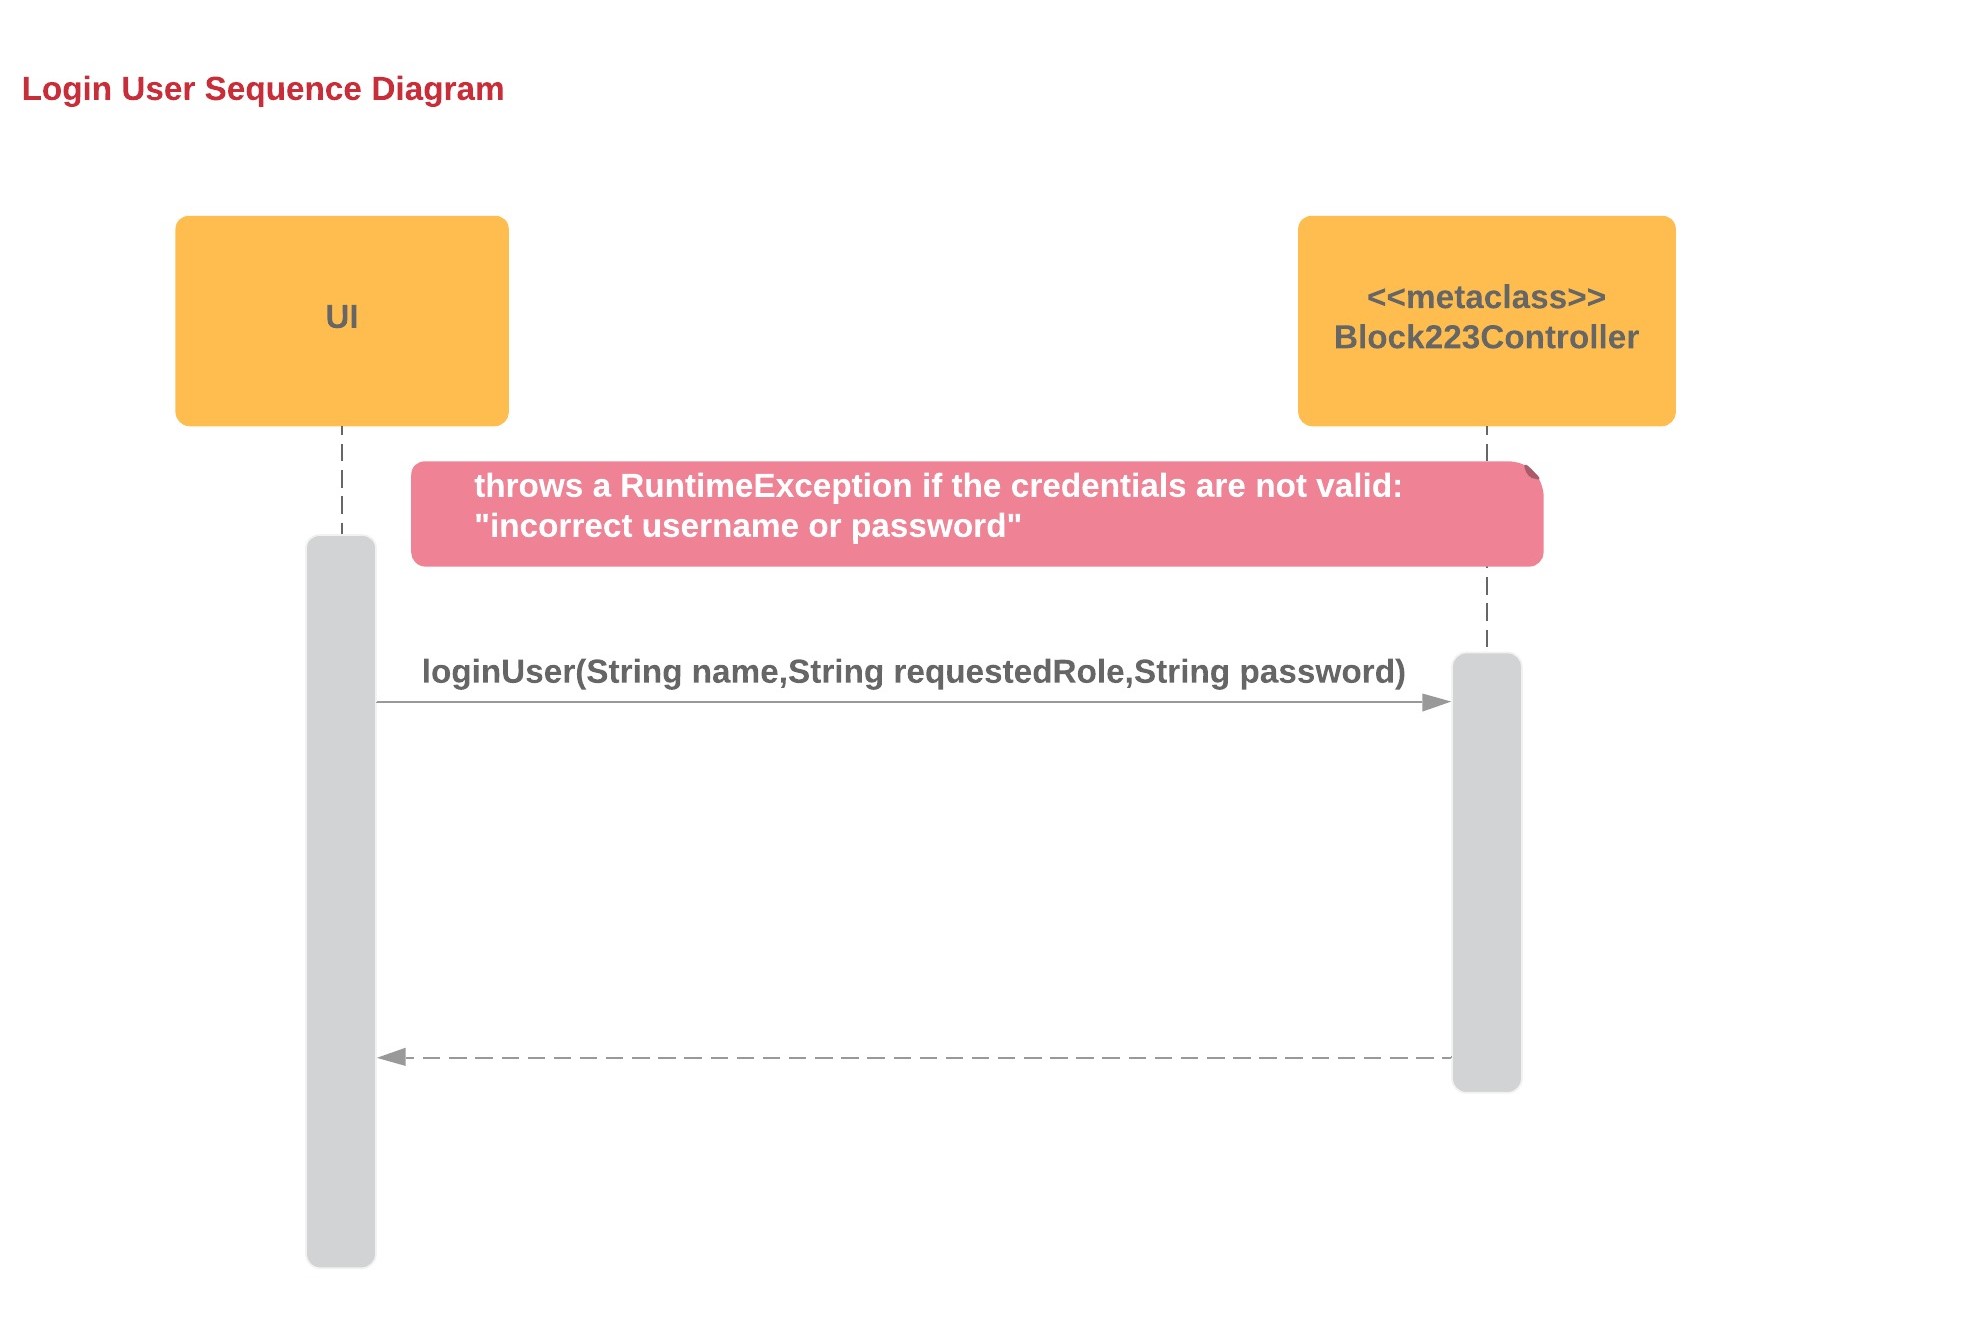 Login User Sequence Diagram
UI
<<metaclass>>
Block223Controller
throws a RuntimeException if the credentials are not valid:
"incorrect username or password"
loginUser(String name,String requestedRole,String password)